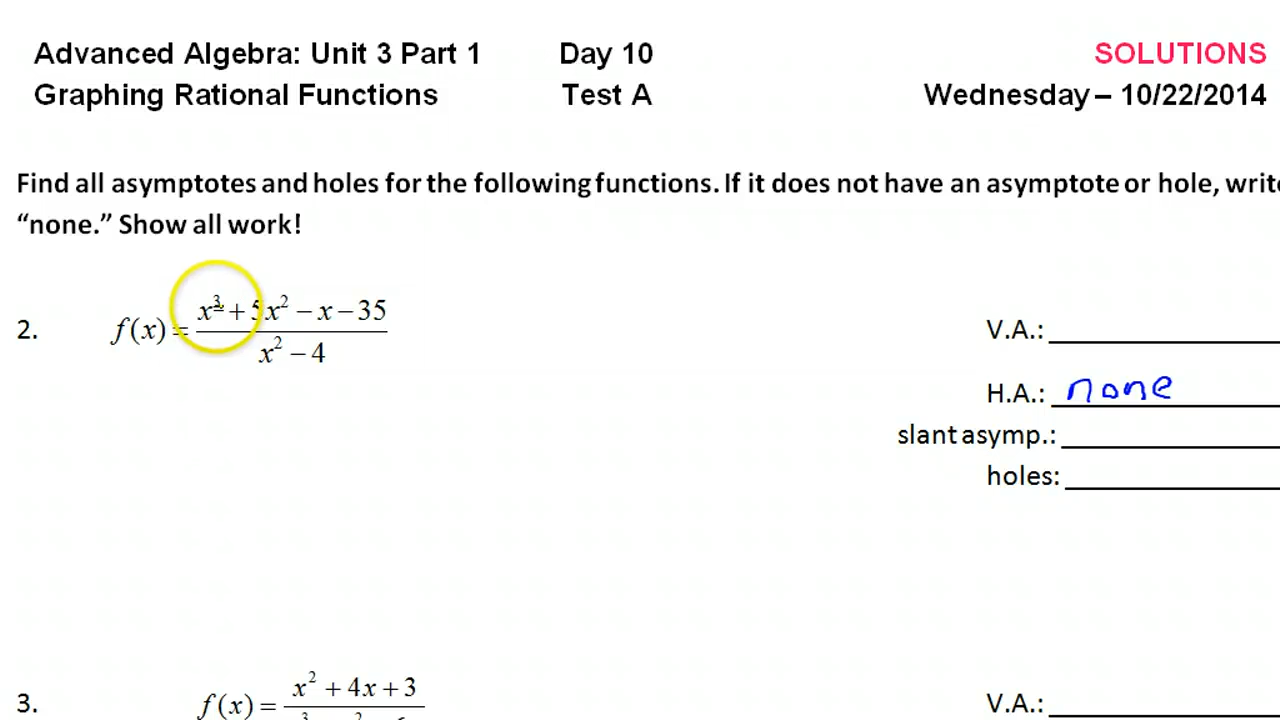 Advanced Algebra: Unit 3 Part 1 Day 10 SOLUTIONS
Graphing Rational Functions Test A Wednesday – 10/22/2014
Find all asymptotes and holes for the following functions. If it does not have an asymptote or hole, write
“none.” Show all work!
2. f(x) = (x³ + 5x² − x − 35)/(x² − 4) V.A.:
H.A.: none
slant asymp.:
holes:
3. f(x) = x² + 4x + 3 V.A.: